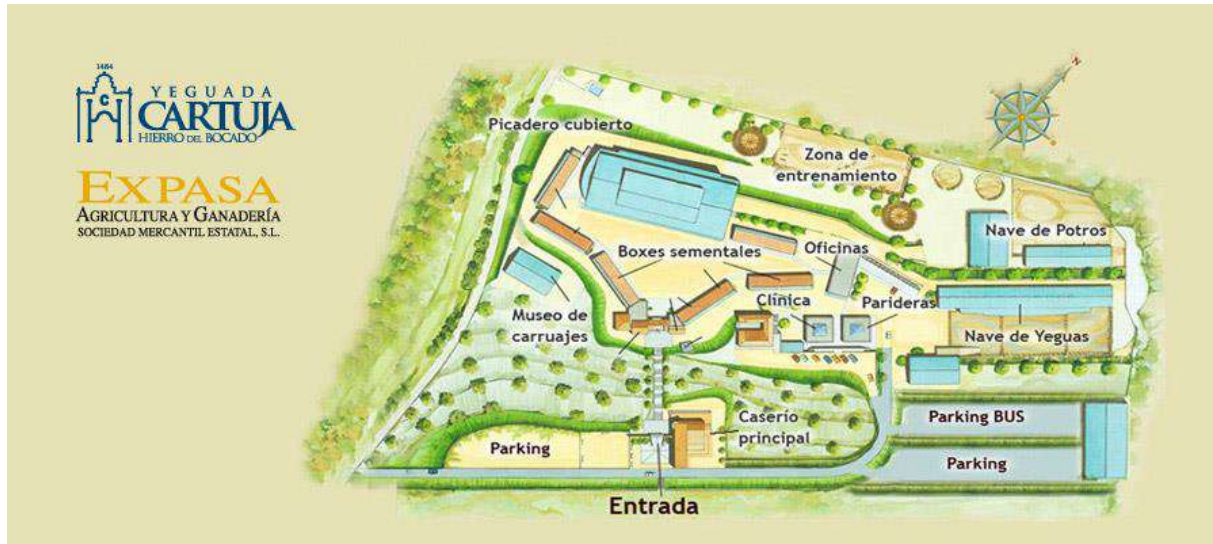 1484
YEGUADA
CARTUJA
HIERRO DEL BOCADO
EXPASA
AGRICULTURA Y GANADERÍA
SOCIEDAD MERCANTIL ESTATAL, S.L.
N
Picadero cubierto
Zona de
entrenamiento
Nave de Potros
Boxes sementales
Oficinas
Clínica
Parideras
Museo de
carruajes
Nave de Yeguas
Caserío
principal
Parking BUS
Parking
Parking
Entrada